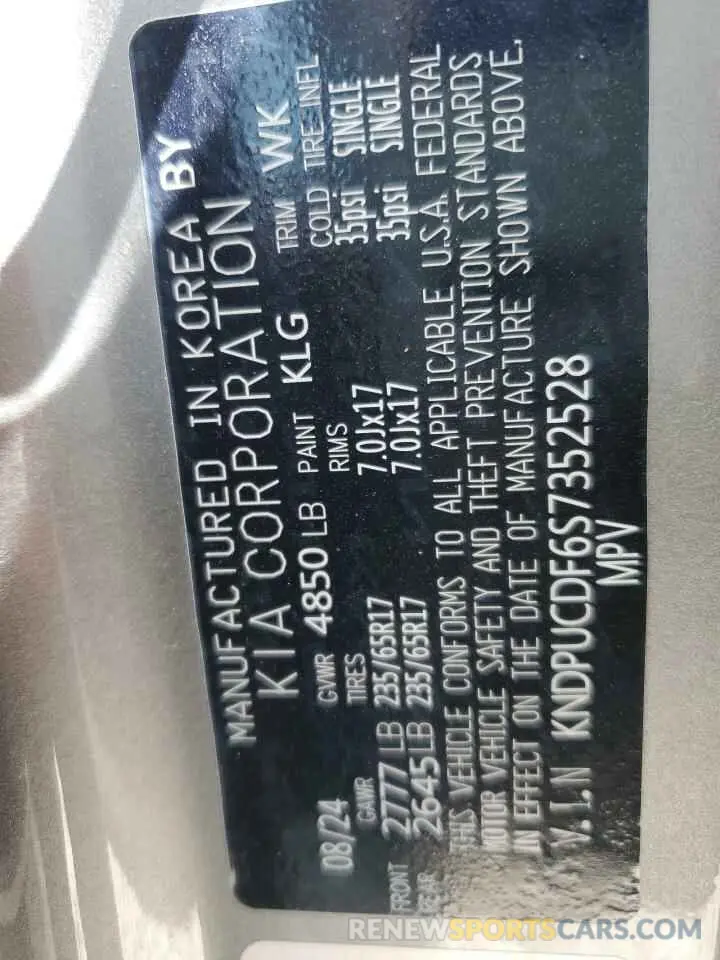 MANUFACTURED IN KOREA BY
KIA CORPORATION
08/24 GVWR 4850 LB PAINT KLG TRIM WK
GAWR TIRES RIMS COLD TIRE INFL
FRONT 2777 LB 235/65R17 7.0Jx17 35psi SINGLE
REAR 2645 LB 235/65R17 7.0Jx17 35psi SINGLE
THIS VEHICLE CONFORMS TO ALL APPLICABLE U.S.A. FEDERAL
MOTOR VEHICLE SAFETY AND THEFT PREVENTION STANDARDS
IN EFFECT ON THE DATE OF MANUFACTURE SHOWN ABOVE.
V.I.N KNDPUCDF6S7352528
MPV
RENEWSPORTSCARS.COM